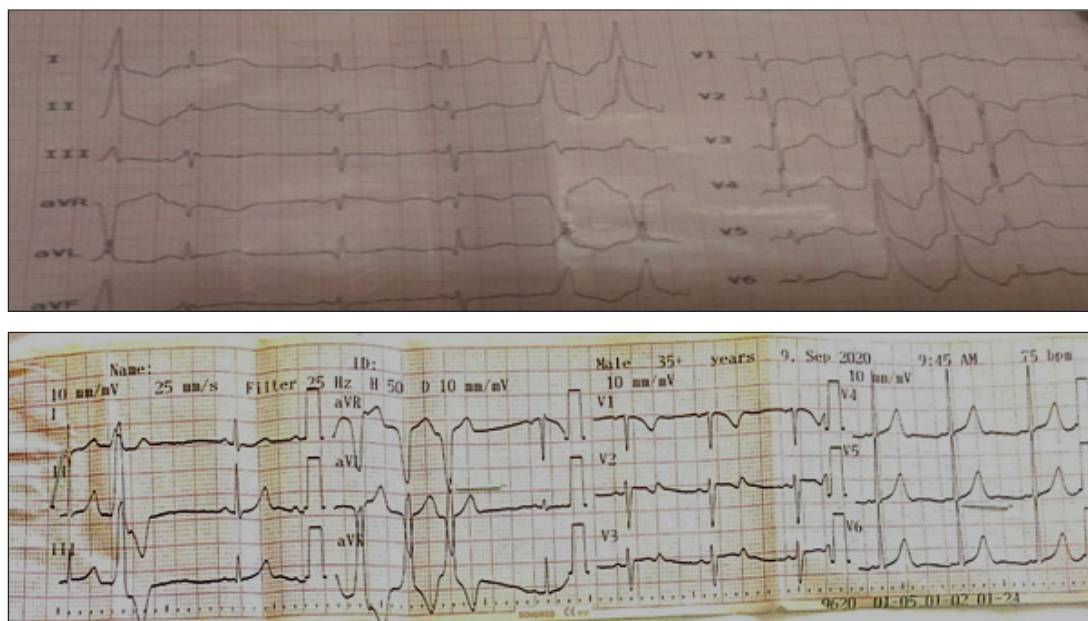 I
II
III
aVR
aVL
aVF
V1
V2
V3
V4
V5
V6
Name:
ID:
Male 35+ years 9. Sep 2020 9:45 AM 75 bpm
10 mm/mV 25 mm/s Filter 25 Hz H 50 D 10 mm/mV
10 mm/mV
10 mm/mV
I
aVR
V1
V4
II
aVL
V2
V5
III
V3
V6
9620 01-05 01-02 01-24